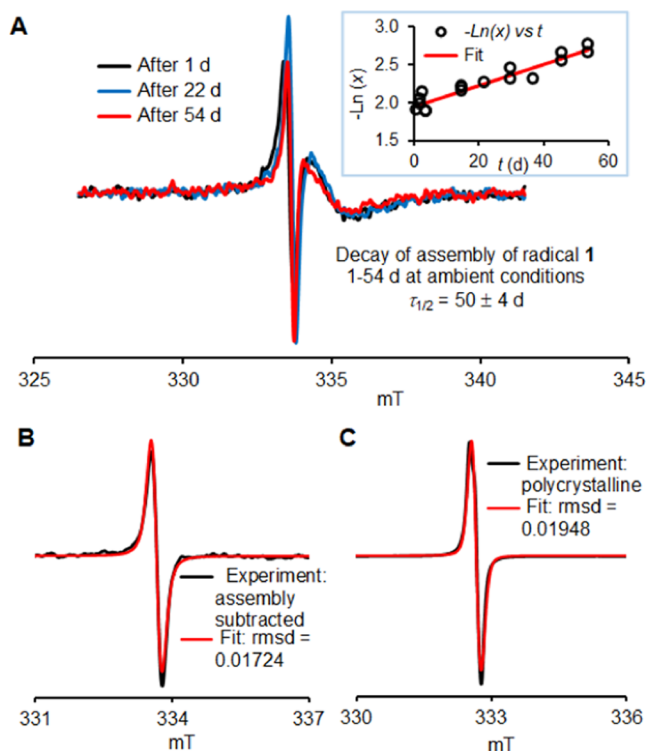 A
After 1 d
After 22 d
After 54 d
-Ln (x)
3.0
2.5
2.0
1.5
-Ln(x) vs t
Fit
0 20 40 60
t (d)
Decay of assembly of radical 1
1-54 d at ambient conditions
τ1/2 = 50 ± 4 d
325 330 335 340 345
mT
B
Experiment:
assembly
subtracted
Fit: rmsd =
0.01724
331 334 337
mT
C
Experiment:
polycrystalline
Fit: rmsd =
0.01948
330 333 336
mT